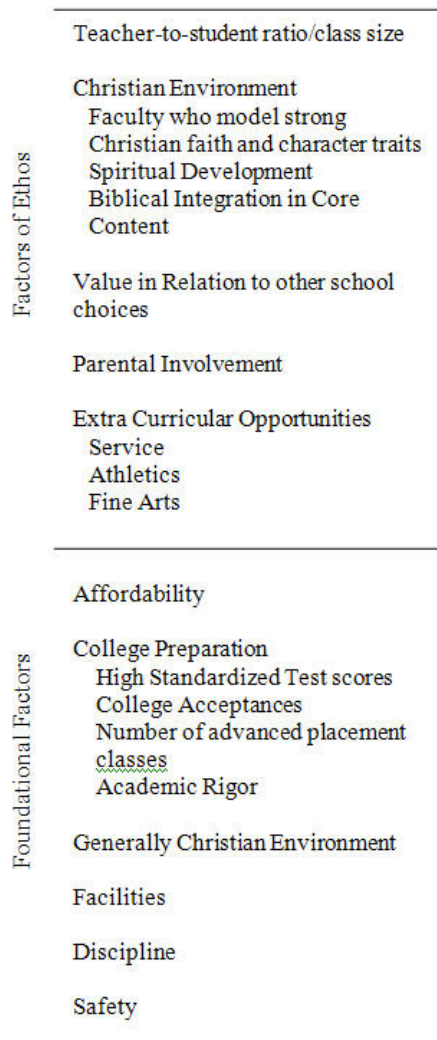 Factors of Ethos
Teacher-to-student ratio/class size
Christian Environment
Faculty who model strong
Christian faith and character traits
Spiritual Development
Biblical Integration in Core
Content
Value in Relation to other school
choices
Parental Involvement
Extra Curricular Opportunities
Service
Athletics
Fine Arts
Foundational Factors
Affordability
College Preparation
High Standardized Test scores
College Acceptances
Number of advanced placement
classes
Academic Rigor
Generally Christian Environment
Facilities
Discipline
Safety